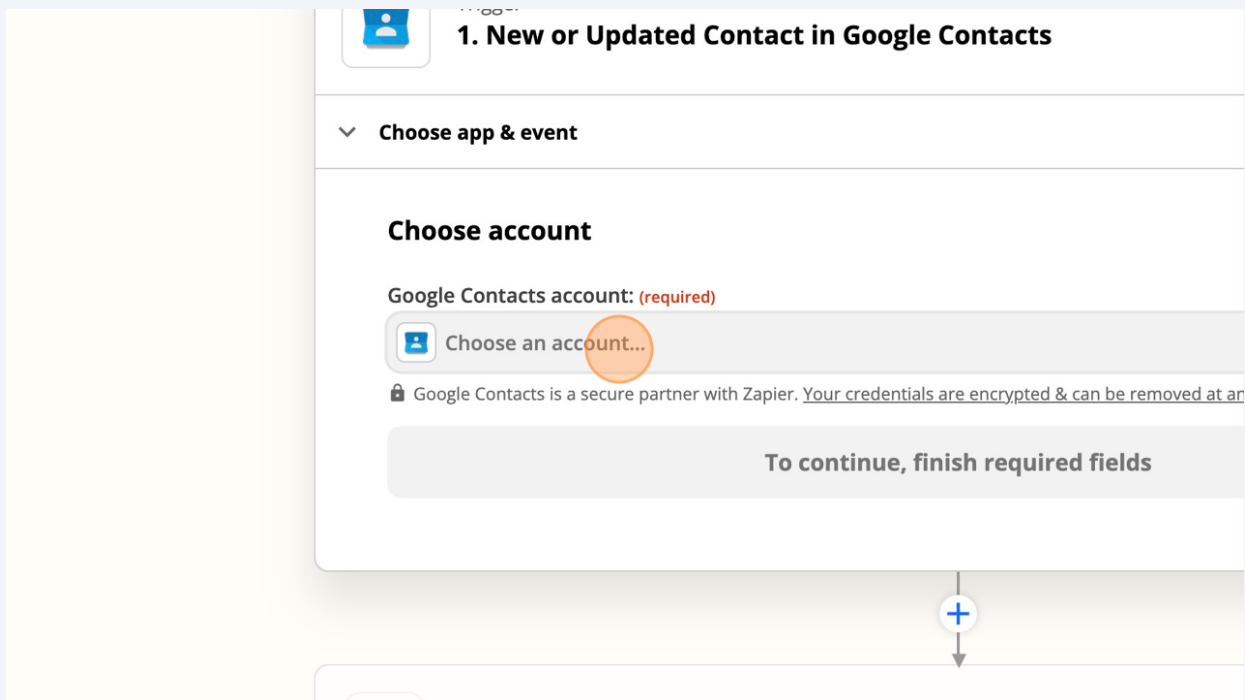 1. New or Updated Contact in Google Contacts
Choose app & event
Choose account
Google Contacts account: (required)
Choose an account...
Google Contacts is a secure partner with Zapier. Your credentials are encrypted & can be removed at
To continue, finish required fields